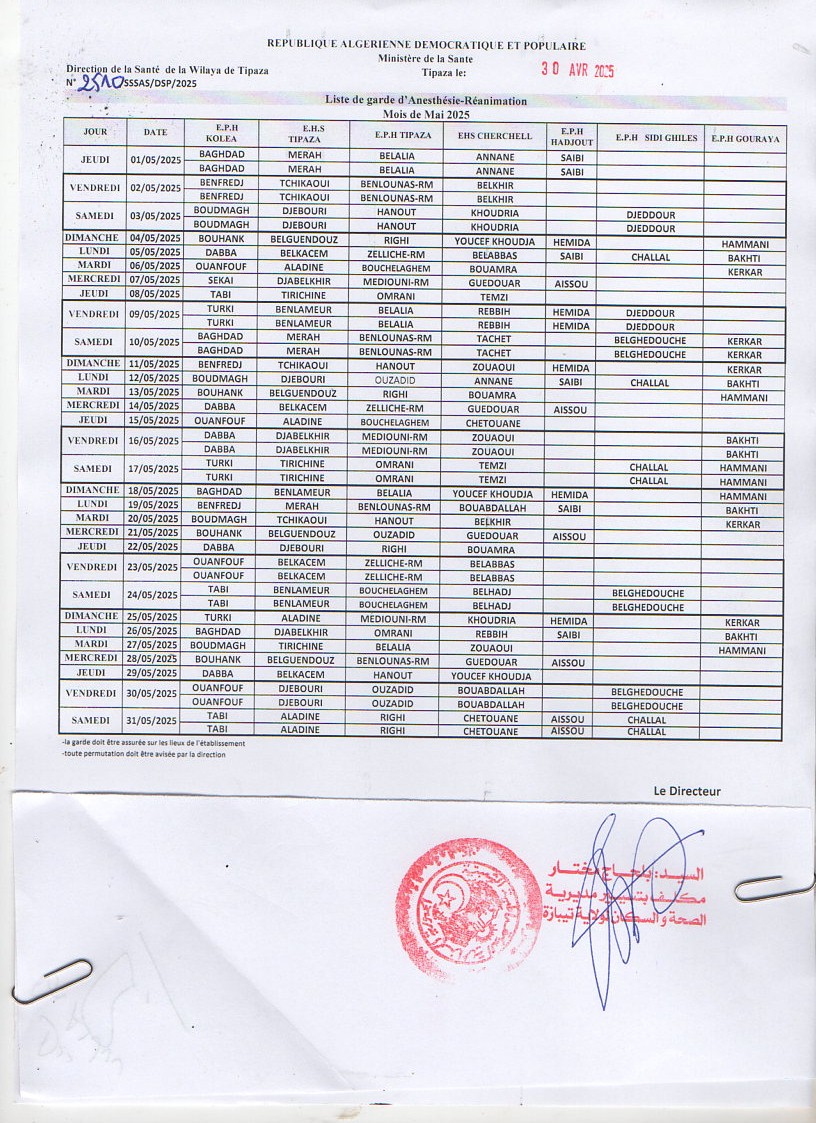 REPUBLIQUE ALGERIENNE DEMOCRATIQUE ET POPULAIRE
Ministère de la Sante
Direction de la Santé de la Wilaya de Tipaza
Tipaza le: 30 AVR 2025
N° 2510/SSSAS/DSP/2025
Liste de garde d'Anesthésie-Réanimation
Mois de Mai 2025
JOUR DATE E.P.H KOLEA E.H.S TIPAZA E.P.H TIPAZA EHS CHERCHELL E.P.H HADJOUT E.P.H SIDI GHILES E.P.H GOURAYA
JEUDI 01/05/2025 BAGHDAD MERAH BELALIA ANNANE SAIBI
BAGHDAD MERAH BELALIA ANNANE SAIBI
VENDREDI 02/05/2025 BENFREDJ TCHIKAOUI BENLOUNAS-RM BELKHIR
BENFREDJ TCHIKAOUI BENLOUNAS-RM BELKHIR
SAMEDI 03/05/2025 BOUDMAGH DJEBOURI HANOUT KHOUDRIA DJEDDOUR
BOUDMAGH DJEBOURI HANOUT KHOUDRIA DJEDDOUR
DIMANCHE 04/05/2025 BOUHANK BELGUENDOUZ RIGHI YOUCEF KHOUDJA HEMIDA HAMMANI
LUNDI 05/05/2025 DABBA BELKACEM ZELLICHE-RM BELABBAS SAIBI CHALLAL BAKHTI
MARDI 06/05/2025 OUANFOUF ALADINE BOUCHELAGHEM BOUAMRA KERKAR
MERCREDI 07/05/2025 SEKAI DJABELKHIR MEDIOUNI-RM GUEDOUAR AISSOU
JEUDI 08/05/2025 TABI TIRICHINE OMRANI TEMZI
VENDREDI 09/05/2025 TURKI BENLAMEUR BELALIA REBBIH HEMIDA DJEDDOUR
TURKI BENLAMEUR BELALIA REBBIH HEMIDA DJEDDOUR
SAMEDI 10/05/2025 BAGHDAD MERAH BENLOUNAS-RM TACHET BELGHEDOUCHE KERKAR
BAGHDAD MERAH BENLOUNAS-RM TACHET BELGHEDOUCHE KERKAR
DIMANCHE 11/05/2025 BENFREDJ TCHIKAOUI HANOUT ZOUAOUI HEMIDA KERKAR
LUNDI 12/05/2025 BOUDMAGH DJEBOURI OUZADID ANNANE SAIBI CHALLAL BAKHTI
MARDI 13/05/2025 BOUHANK BELGUENDOUZ RIGHI BOUAMRA HAMMANI
MERCREDI 14/05/2025 DABBA BELKACEM ZELLICHE-RM GUEDOUAR AISSOU
JEUDI 15/05/2025 OUANFOUF ALADINE BOUCHELAGHEM CHETOUANE
VENDREDI 16/05/2025 DABBA DJABELKHIR MEDIOUNI-RM ZOUAOUI BAKHTI
DABBA DJABELKHIR MEDIOUNI-RM ZOUAOUI BAKHTI
SAMEDI 17/05/2025 TURKI TIRICHINE OMRANI TEMZI CHALLAL HAMMANI
TURKI TIRICHINE OMRANI TEMZI CHALLAL HAMMANI
DIMANCHE 18/05/2025 BAGHDAD BENLAMEUR BELALIA YOUCEF KHOUDJA HEMIDA HAMMANI
LUNDI 19/05/2025 BENFREDJ MERAH BENLOUNAS-RM BOUABDALLAH SAIBI BAKHTI
MARDI 20/05/2025 BOUDMAGH TCHIKAOUI HANOUT BELKHIR KERKAR
MERCREDI 21/05/2025 BOUHANK BELGUENDOUZ OUZADID GUEDOUAR AISSOU
JEUDI 22/05/2025 DABBA DJEBOURI RIGHI BOUAMRA
VENDREDI 23/05/2025 OUANFOUF BELKACEM ZELLICHE-RM BELABBAS
OUANFOUF BELKACEM ZELLICHE-RM BELABBAS
SAMEDI 24/05/2025 TABI BENLAMEUR BOUCHELAGHEM BELHADJ BELGHEDOUCHE
TABI BENLAMEUR BOUCHELAGHEM BELHADJ BELGHEDOUCHE
DIMANCHE 25/05/2025 TURKI ALADINE MEDIOUNI-RM KHOUDRIA HEMIDA KERKAR
LUNDI 26/05/2025 BAGHDAD DJABELKHIR OMRANI REBBIH SAIBI BAKHTI
MARDI 27/05/2025 BOUDMAGH TIRICHINE BELALIA ZOUAOUI HAMMANI
MERCREDI 28/05/2025 BOUHANK BELGUENDOUZ BENLOUNAS-RM GUEDOUAR AISSOU
JEUDI 29/05/2025 DABBA BELKACEM HANOUT YOUCEF KHOUDJA
VENDREDI 30/05/2025 OUANFOUF DJEBOURI OUZADID BOUABDALLAH BELGHEDOUCHE
OUANFOUF DJEBOURI OUZADID BOUABDALLAH BELGHEDOUCHE
SAMEDI 31/05/2025 TABI ALADINE RIGHI CHETOUANE AISSOU CHALLAL
TABI ALADINE RIGHI CHETOUANE AISSOU CHALLAL
-la garde doit être assurée sur les lieux de l'établissement
-toute permutation doit être avisée par la direction
Le Directeur
السيد: بلحاج مختار
مكلف بتسيير مديرية
الصحة والسكان لولاية تيبازة